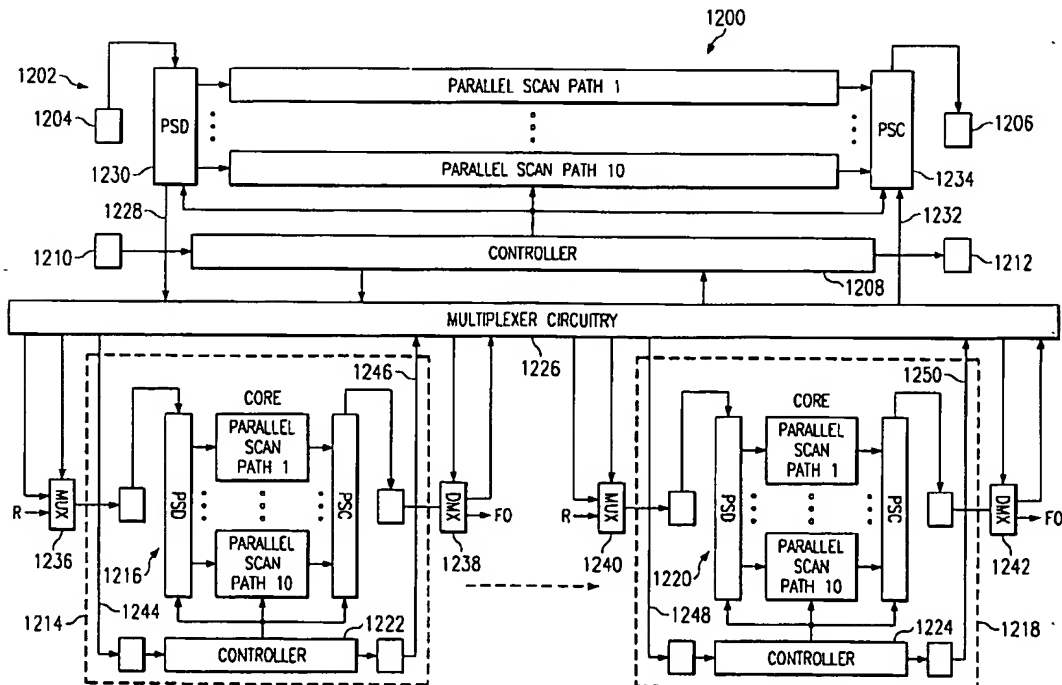 1200
1202
1204
PSD
PARALLEL SCAN PATH 1
PSC
1206
1230
PARALLEL SCAN PATH 10
1234
1228
1232
1210
CONTROLLER
1212
1208
MULTIPLEXER CIRCUITRY
1226
1246
1250
CORE
CORE
PSD
PARALLEL
SCAN
PATH 1
PSC
PSD
PARALLEL
SCAN
PATH 1
PSC
R
MUX
DMX
FO
R
MUX
DMX
FO
1236
1238
1240
1242
1216
PARALLEL
SCAN
PATH 10
1220
PARALLEL
SCAN
PATH 10
1214
1244
1222
1248
1224
1218
CONTROLLER
CONTROLLER